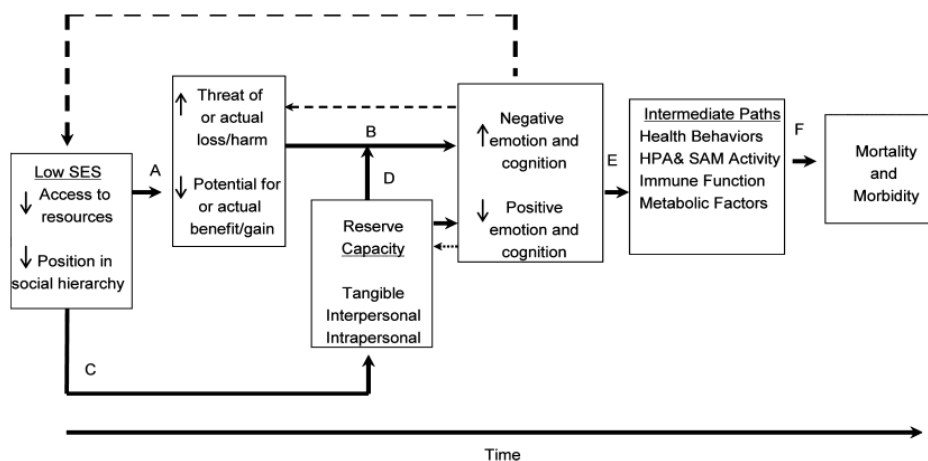 Low SES
↓ Access to
resources
↓ Position in
social hierarchy
A
↑ Threat of
or actual
loss/harm
↓ Potential for
or actual
benefit/gain
B
C
D
Reserve
Capacity
Tangible
Interpersonal
Intrapersonal
Negative
↑ emotion and
cognition
↓ Positive
emotion and
cognition
E
Intermediate Paths
Health Behaviors
HPA& SAM Activity
Immune Function
Metabolic Factors
F
Mortality
and
Morbidity
Time